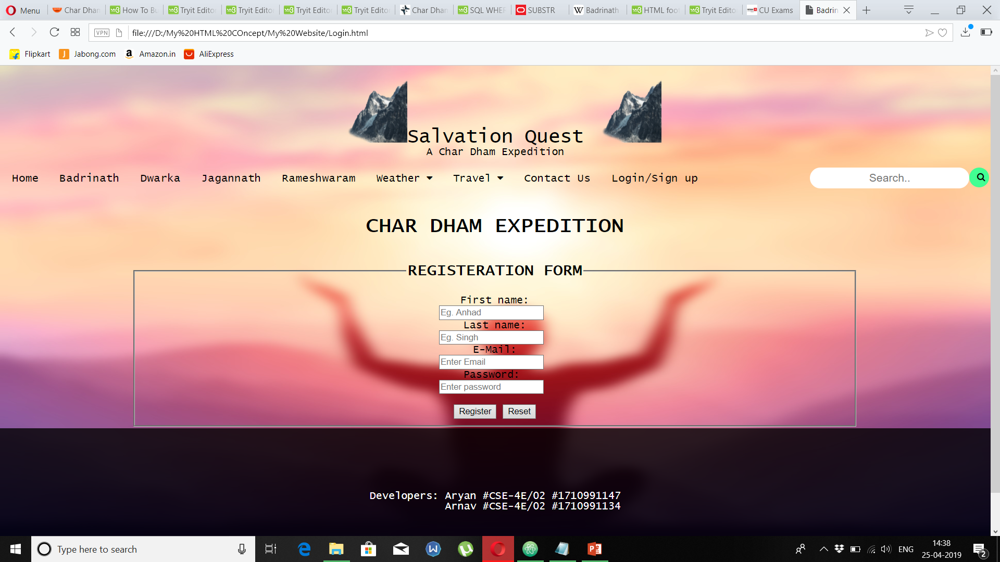 Menu
Char Dhan
How To Bu
Tryit Edito
Tryit Edito
Tryit Edito
Tryit Edito
Char Dhan
SQL WHER
SUBSTR
Badrinath
HTML foo
Tryit Edito
CU Exams
Badrin
VPN
file:///D:/My%20HTML%20COncept/My%20Website/Login.html
Flipkart
Jabong.com
Amazon.in
AliExpress
Salvation Quest
A Char Dham Expedition
Home
Badrinath
Dwarka
Jagannath
Rameshwaram
Weather
Travel
Contact Us
Login/Sign up
Search..
CHAR DHAM EXPEDITION
REGISTERATION FORM
First name:
Eg. Anhad
Last name:
Eg. Singh
E-Mail:
Enter Email
Password:
Enter password
Register
Reset
Developers: Aryan #CSE-4E/02 #1710991147
Arnav #CSE-4E/02 #1710991134
Type here to search
ENG
14:38
25-04-2019
2